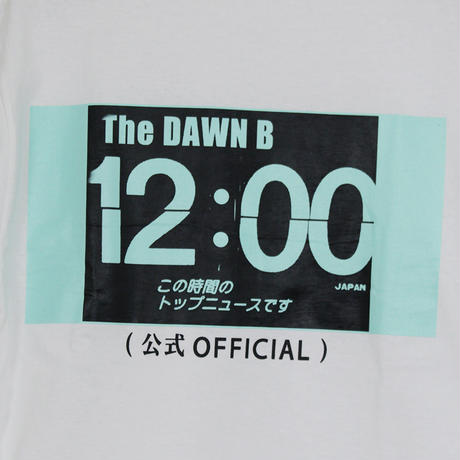 The DAWN B
12:00
この時間の
トップニュースです
JAPAN
(公式 OFFICIAL)